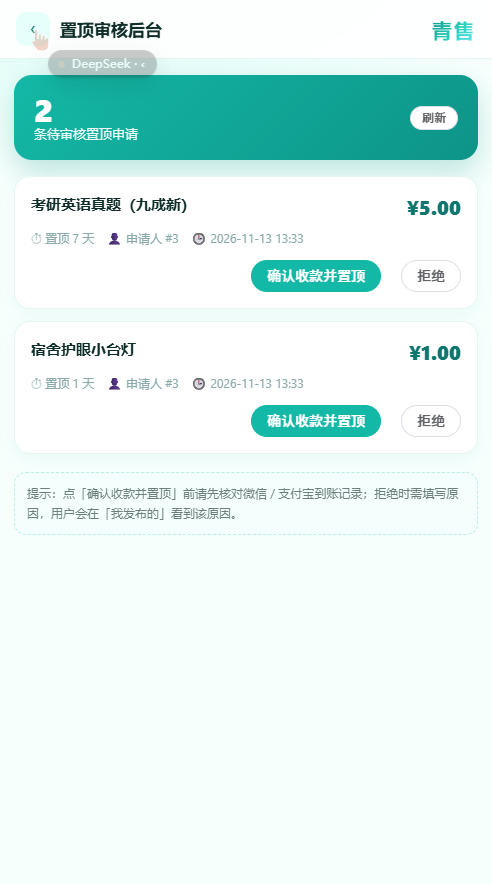 ‹ 置顶审核后台 青售
DeepSeek · ‹
2
条待审核置顶申请 刷新
考研英语真题（九成新） ¥5.00
置顶 7 天 申请人 #3 2026-11-13 13:33
确认收款并置顶 拒绝
宿舍护眼小台灯 ¥1.00
置顶 1 天 申请人 #3 2026-11-13 13:33
确认收款并置顶 拒绝
提示：点「确认收款并置顶」前请先核对微信 / 支付宝到账记录；拒绝时需填写原
因，用户会在「我发布的」看到该原因。